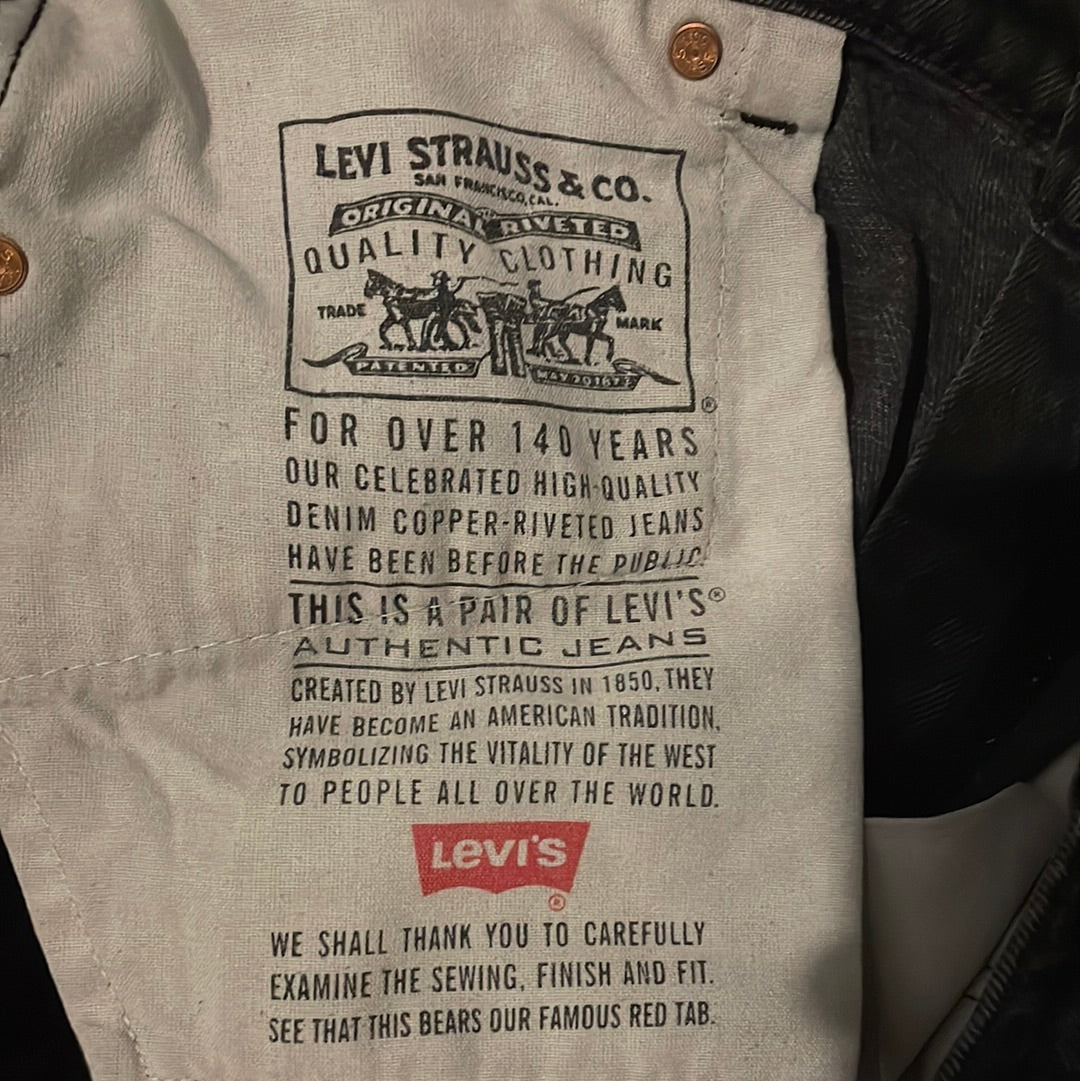 LEVI STRAUSS & CO.
SAN FRANCISCO, CAL.
ORIGINAL RIVETED
QUALITY CLOTHING
TRADE MARK
PATENTED MAY 20 1873
®
FOR OVER 140 YEARS
OUR CELEBRATED HIGH-QUALITY
DENIM COPPER-RIVETED JEANS
HAVE BEEN BEFORE THE PUBLIC.
THIS IS A PAIR OF LEVI'S®
AUTHENTIC JEANS
CREATED BY LEVI STRAUSS IN 1850, THEY
HAVE BECOME AN AMERICAN TRADITION,
SYMBOLIZING THE VITALITY OF THE WEST
TO PEOPLE ALL OVER THE WORLD.
Levi's
®
WE SHALL THANK YOU TO CAREFULLY
EXAMINE THE SEWING, FINISH AND FIT.
SEE THAT THIS BEARS OUR FAMOUS RED TAB.